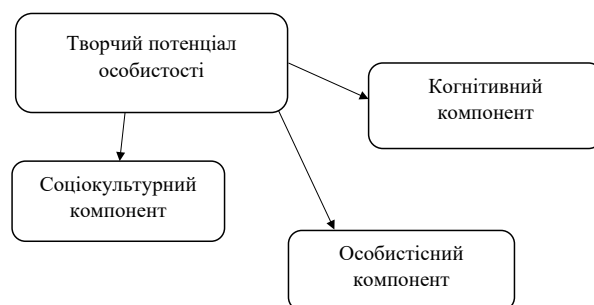 Творчий потенціал
особистості
Когнітивний
компонент
Соціокультурний
компонент
Особистісний
компонент